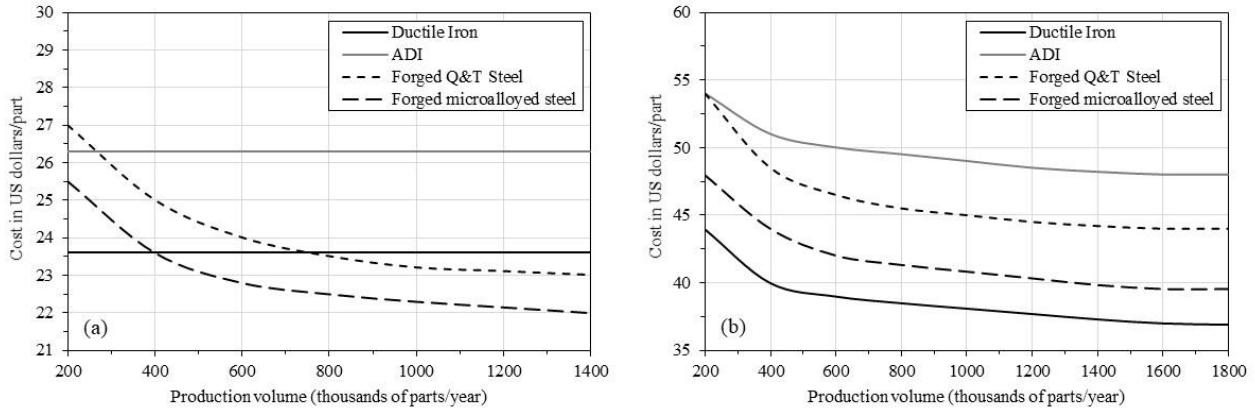 30
29
28
27
26
25
24
23
22
21
Cost in US dollars/part
Ductile Iron
ADI
Forged Q&T Steel
Forged microalloyed steel
(a)
200 400 600 800 1000 1200 1400
Production volume (thousands of parts/year)
60
55
50
45
40
35
Cost in US dollars/part
Ductile Iron
ADI
Forged Q&T Steel
Forged microalloyed steel
(b)
200 400 600 800 1000 1200 1400 1600 1800
Production volume (thousands of parts/year)